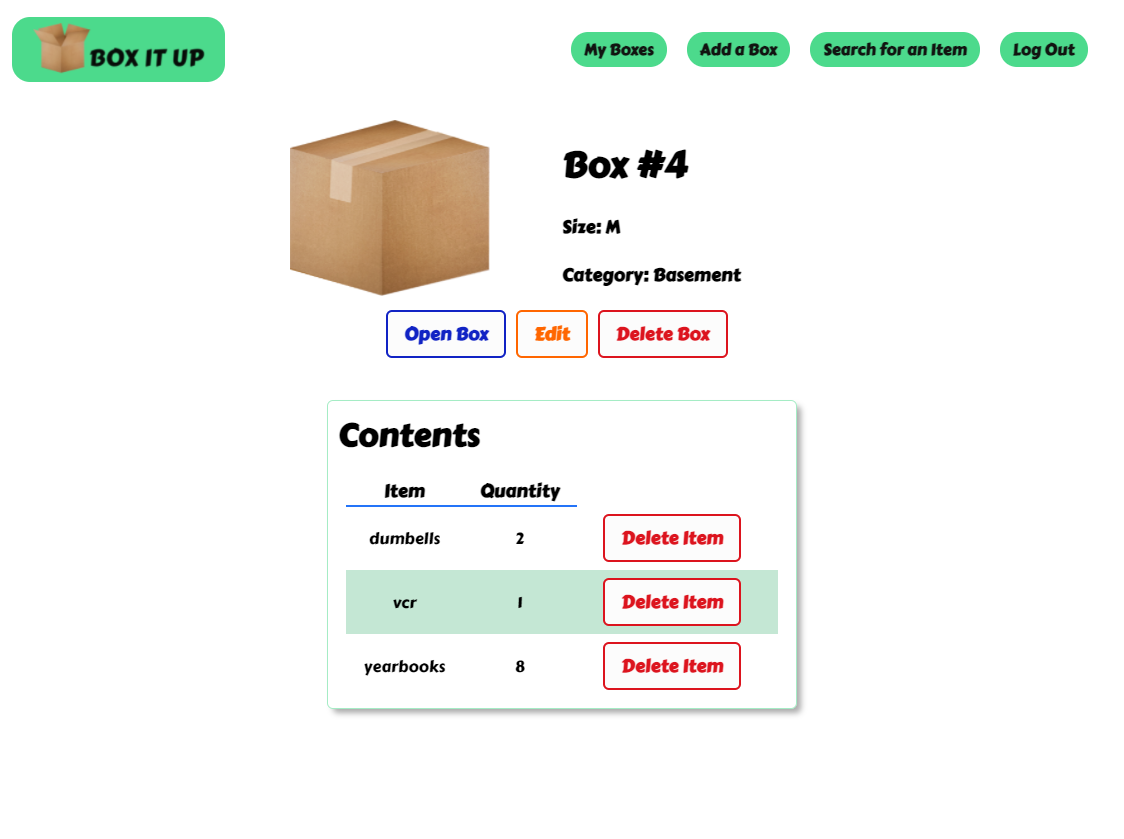 BOX IT UP
My Boxes Add a Box Search for an Item Log Out
Box #4
Size: M
Category: Basement
Open Box Edit Delete Box
Contents
Item Quantity
dumbells 2 Delete Item
vcr 1 Delete Item
yearbooks 8 Delete Item